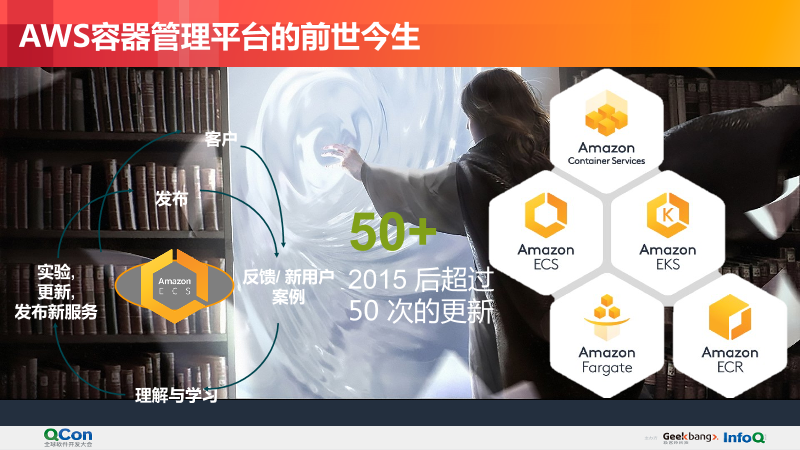 AWS容器管理平台的前世今生
客户
发布
Amazon
ECS
实验,
更新,
发布新服务
反馈/ 新用户
案例
理解与学习
50+
2015 后超过
50 次的更新
Amazon
Container Services
Amazon
ECS
Amazon
EKS
K
Amazon
Fargate
Amazon
ECR
QCon
全球软件开发大会
Geekbang>.
InfoQ